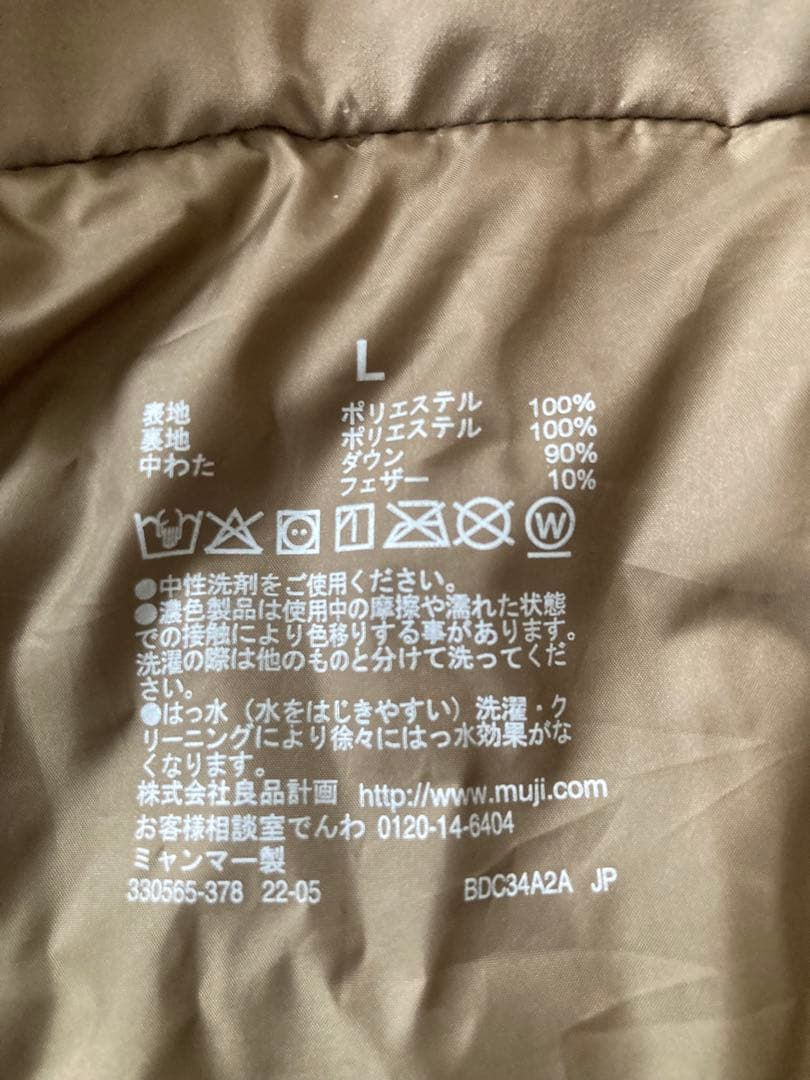 L
表地 ポリエステル 100%
裏地 ポリエステル 100%
中わた ダウン 90%
フェザー 10%
W
●中性洗剤をご使用ください。
●濃色製品は使用中の摩擦や濡れた状態
での接触により色移りする事があります。
洗濯の際は他のものと分けて洗ってくだ
さい。
●はっ水（水をはじきやすい）洗濯・ク
リーニングにより徐々にはっ水効果がな
くなります。
株式会社良品計画 http://www.muji.com
お客様相談室でんわ 0120-14-6404
ミャンマー製
330565-378 22-05 BDC34A2A JP